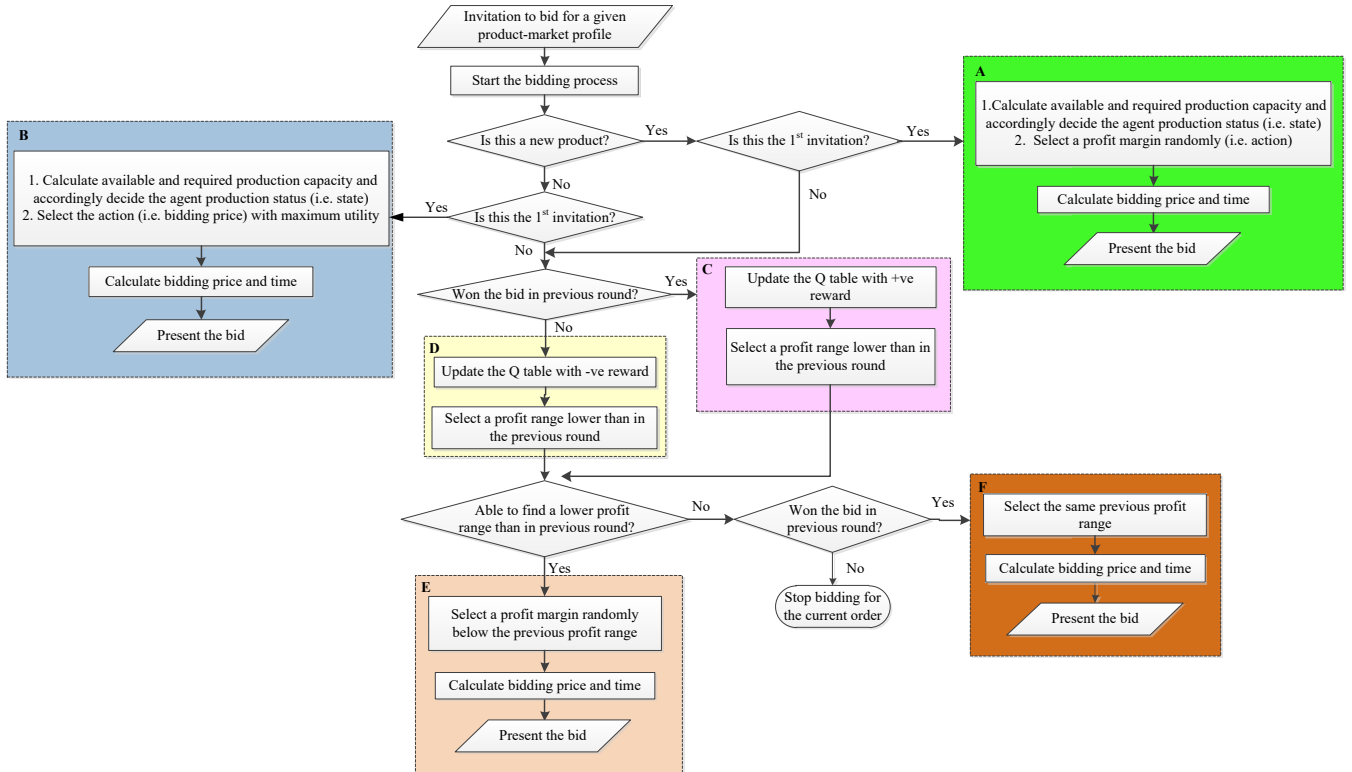 Invitation to bid for a given
product-market profile
Start the bidding process
Is this a new product?
Yes
Is this the 1st invitation?
Yes
No
No
A
1.Calculate available and required production capacity and
accordingly decide the agent production status (i.e. state)
2. Select a profit margin randomly (i.e. action)
Calculate bidding price and time
Present the bid
Is this the 1st invitation?
Yes
No
B
1. Calculate available and required production capacity and
accordingly decide the agent production status (i.e. state)
2. Select the action (i.e. bidding price) with maximum utility
Calculate bidding price and time
Present the bid
Won the bid in previous round?
Yes
No
C
Update the Q table with +ve
reward
Select a profit range lower than in
the previous round
D
Update the Q table with -ve reward
Select a profit range lower than in
the previous round
Able to find a lower profit
range than in previous round?
No
Yes
Won the bid in
previous round?
Yes
No
Stop bidding for
the current order
E
Select a profit margin randomly
below the previous profit range
Calculate bidding price and time
Present the bid
F
Select the same previous profit
range
Calculate bidding price and time
Present the bid